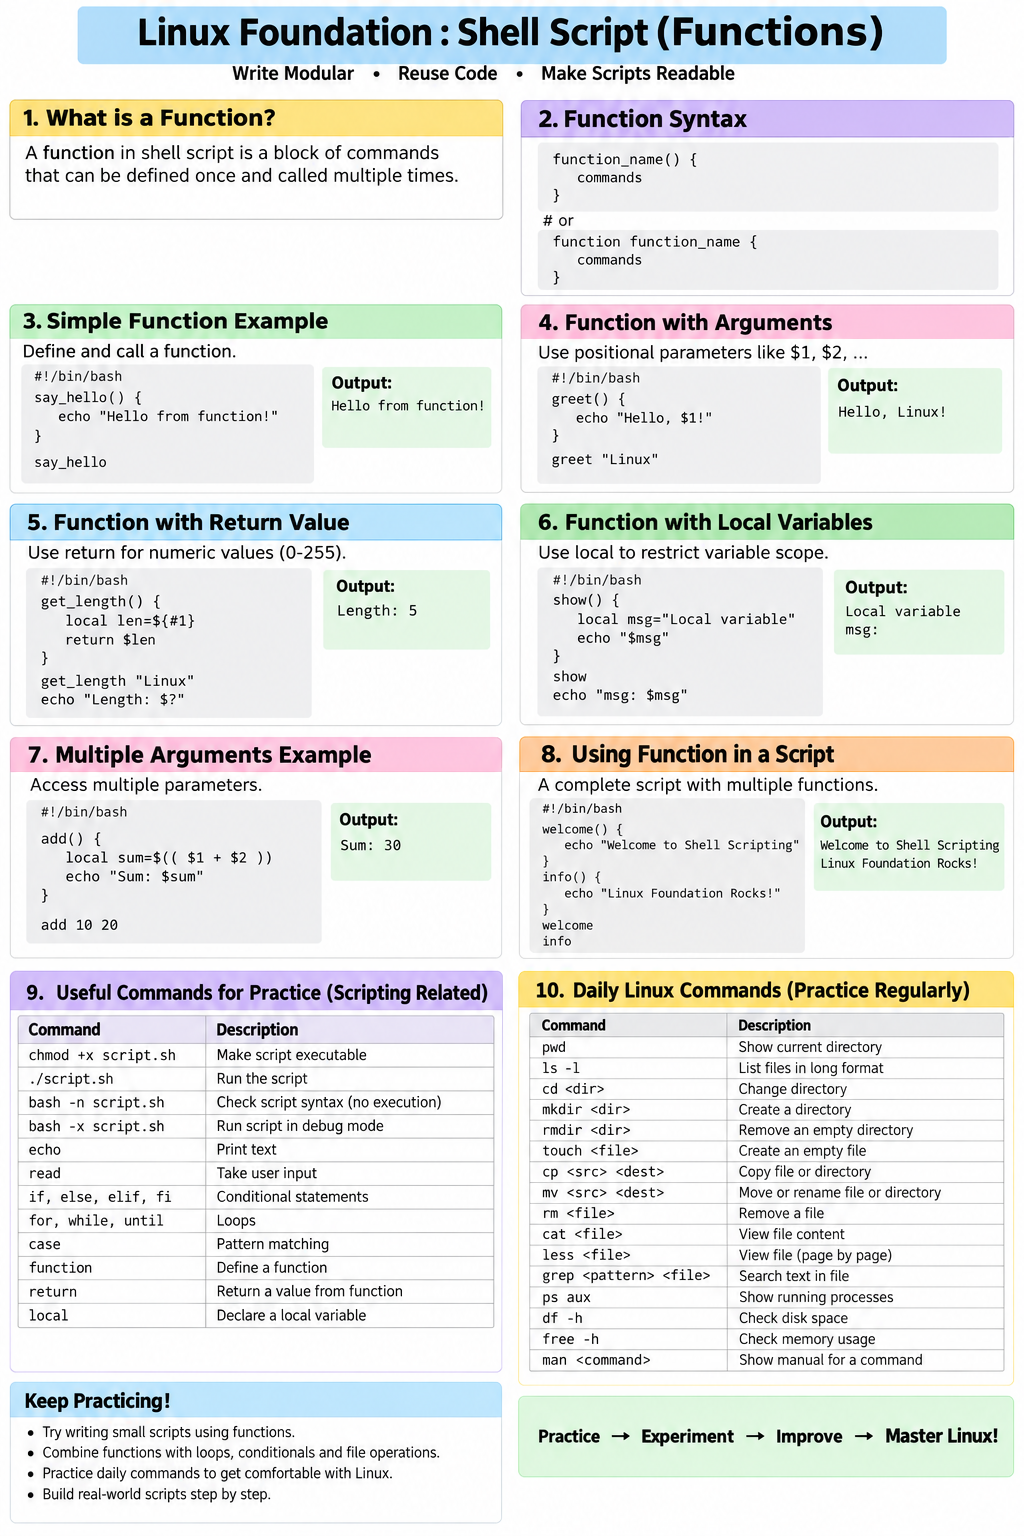 Linux Foundation : Shell Script (Functions)
Write Modular • Reuse Code • Make Scripts Readable
1. What is a Function?
A function in shell script is a block of commands
that can be defined once and called multiple times.
2. Function Syntax
function_name() {
commands
}
# or
function function_name {
commands
}
3. Simple Function Example
Define and call a function.
#!/bin/bash
say_hello() {
echo "Hello from function!"
}
say_hello
Output:
Hello from function!
4. Function with Arguments
Use positional parameters like $1, $2, ...
#!/bin/bash
greet() {
echo "Hello, $1!"
}
greet "Linux"
Output:
Hello, Linux!
5. Function with Return Value
Use return for numeric values (0-255).
#!/bin/bash
get_length() {
local len=${#1}
return $len
}
get_length "Linux"
echo "Length: $?"
Output:
Length: 5
6. Function with Local Variables
Use local to restrict variable scope.
#!/bin/bash
show() {
local msg="Local variable"
echo "$msg"
}
show
echo "msg: $msg"
Output:
Local variable
msg:
7. Multiple Arguments Example
Access multiple parameters.
#!/bin/bash
add() {
local sum=$(( $1 + $2 ))
echo "Sum: $sum"
}
add 10 20
Output:
Sum: 30
8. Using Function in a Script
A complete script with multiple functions.
#!/bin/bash
welcome() {
echo "Welcome to Shell Scripting"
}
info() {
echo "Linux Foundation Rocks!"
}
welcome
info
Output:
Welcome to Shell Scripting
Linux Foundation Rocks!
9. Useful Commands for Practice (Scripting Related)
Command Description
chmod +x script.sh Make script executable
./script.sh Run the script
bash -n script.sh Check script syntax (no execution)
bash -x script.sh Run script in debug mode
echo Print text
read Take user input
if, else, elif, fi Conditional statements
for, while, until Loops
case Pattern matching
function Define a function
return Return a value from function
local Declare a local variable
10. Daily Linux Commands (Practice Regularly)
Command Description
pwd Show current directory
ls -l List files in long format
cd <dir> Change directory
mkdir <dir> Create a directory
rmdir <dir> Remove an empty directory
touch <file> Create an empty file
cp <src> <dest> Copy file or directory
mv <src> <dest> Move or rename file or directory
rm <file> Remove a file
cat <file> View file content
less <file> View file (page by page)
grep <pattern> <file> Search text in file
ps aux Show running processes
df -h Check disk space
free -h Check memory usage
man <command> Show manual for a command
Keep Practicing!
• Try writing small scripts using functions.
• Combine functions with loops, conditionals and file operations.
• Practice daily commands to get comfortable with Linux.
• Build real-world scripts step by step.
Practice → Experiment → Improve → Master Linux!